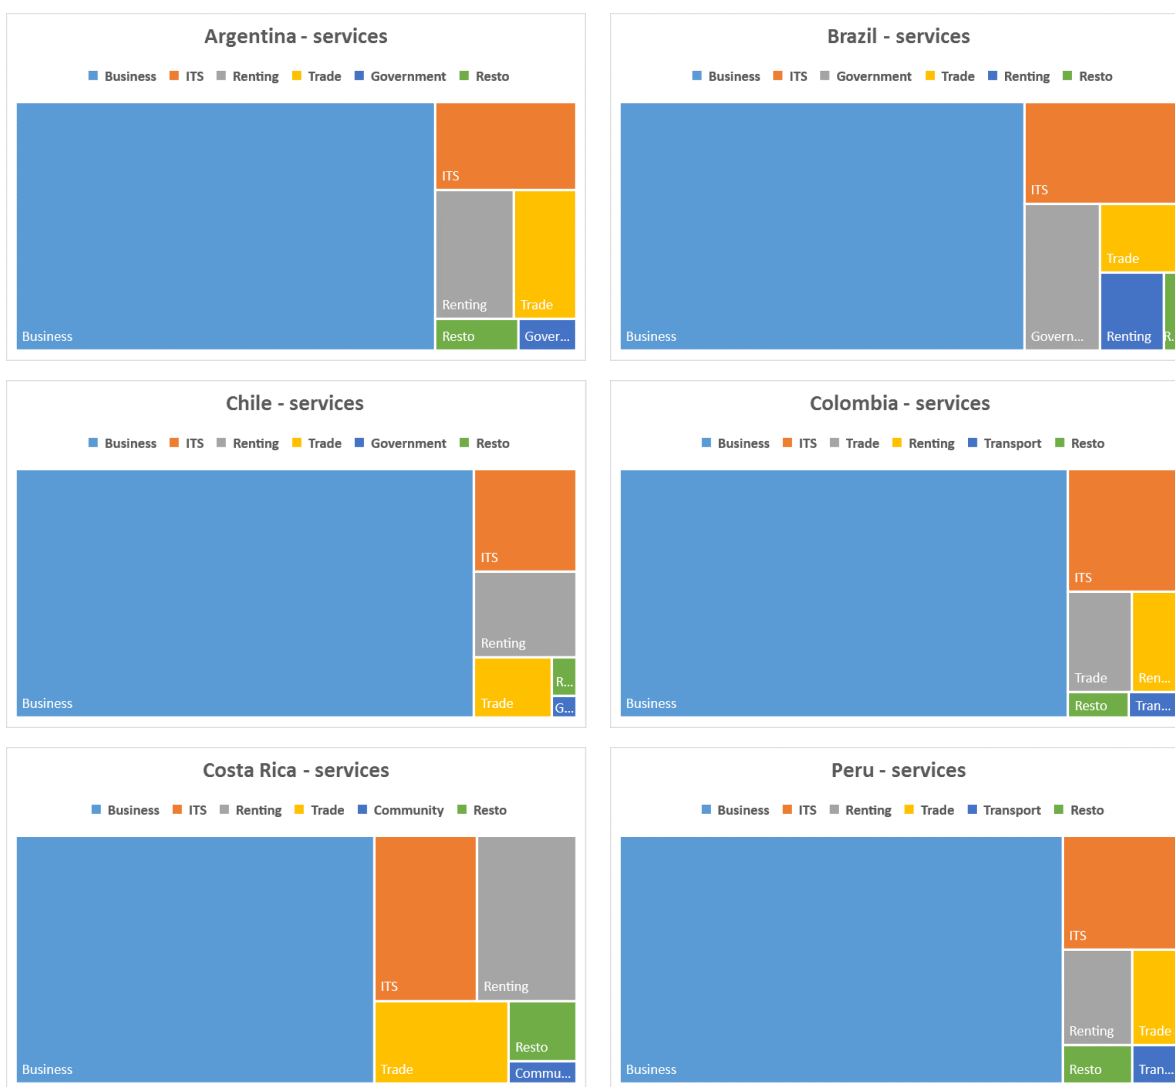 Argentina - services
Business ITS Renting Trade Government Resto
ITS
Renting Trade
Business Resto Gover...
Brazil - services
Business ITS Government Trade Renting Resto
ITS
Trade
Business Govern... Renting R...
Chile - services
Business ITS Renting Trade Government Resto
ITS
Renting
R...
Business Trade G...
Colombia - services
Business ITS Trade Renting Transport Resto
ITS
Trade Ren...
Business Resto Tran...
Costa Rica - services
Business ITS Renting Trade Community Resto
ITS Renting
Resto
Business Trade Commu...
Peru - services
Business ITS Renting Trade Transport Resto
ITS
Renting Trade
Business Resto Tran...